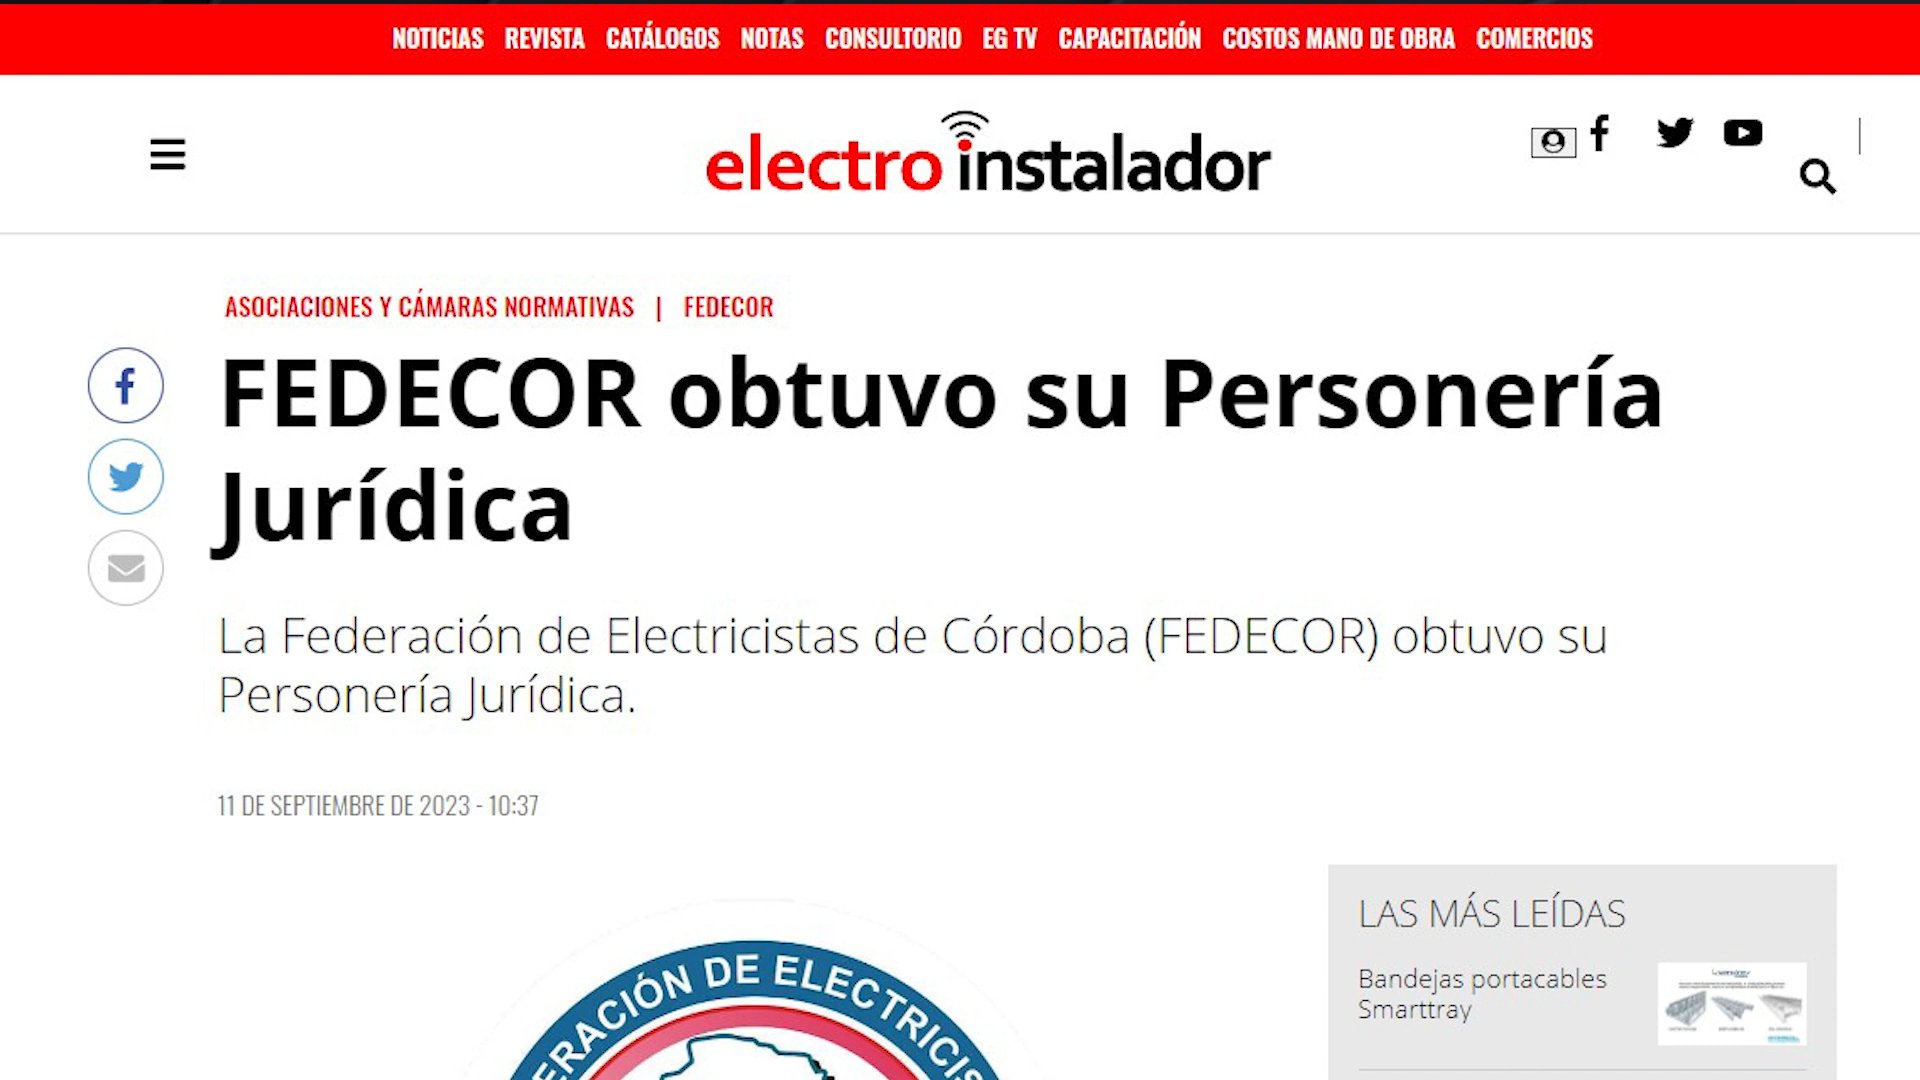 NOTICIAS REVISTA CATÁLOGOS NOTAS CONSULTORIO EG TV CAPACITACIÓN COSTOS MANO DE OBRA COMERCIOS
electro instalador
ASOCIACIONES Y CÁMARAS NORMATIVAS | FEDECOR
FEDECOR obtuvo su Personería
Jurídica
La Federación de Electricistas de Córdoba (FEDECOR) obtuvo su
Personería Jurídica.
11 DE SEPTIEMBRE DE 2023 - 10:37
ERACIÓN DE ELECTRICIS
LAS MÁS LEÍDAS
Bandejas portacables
Smarttray